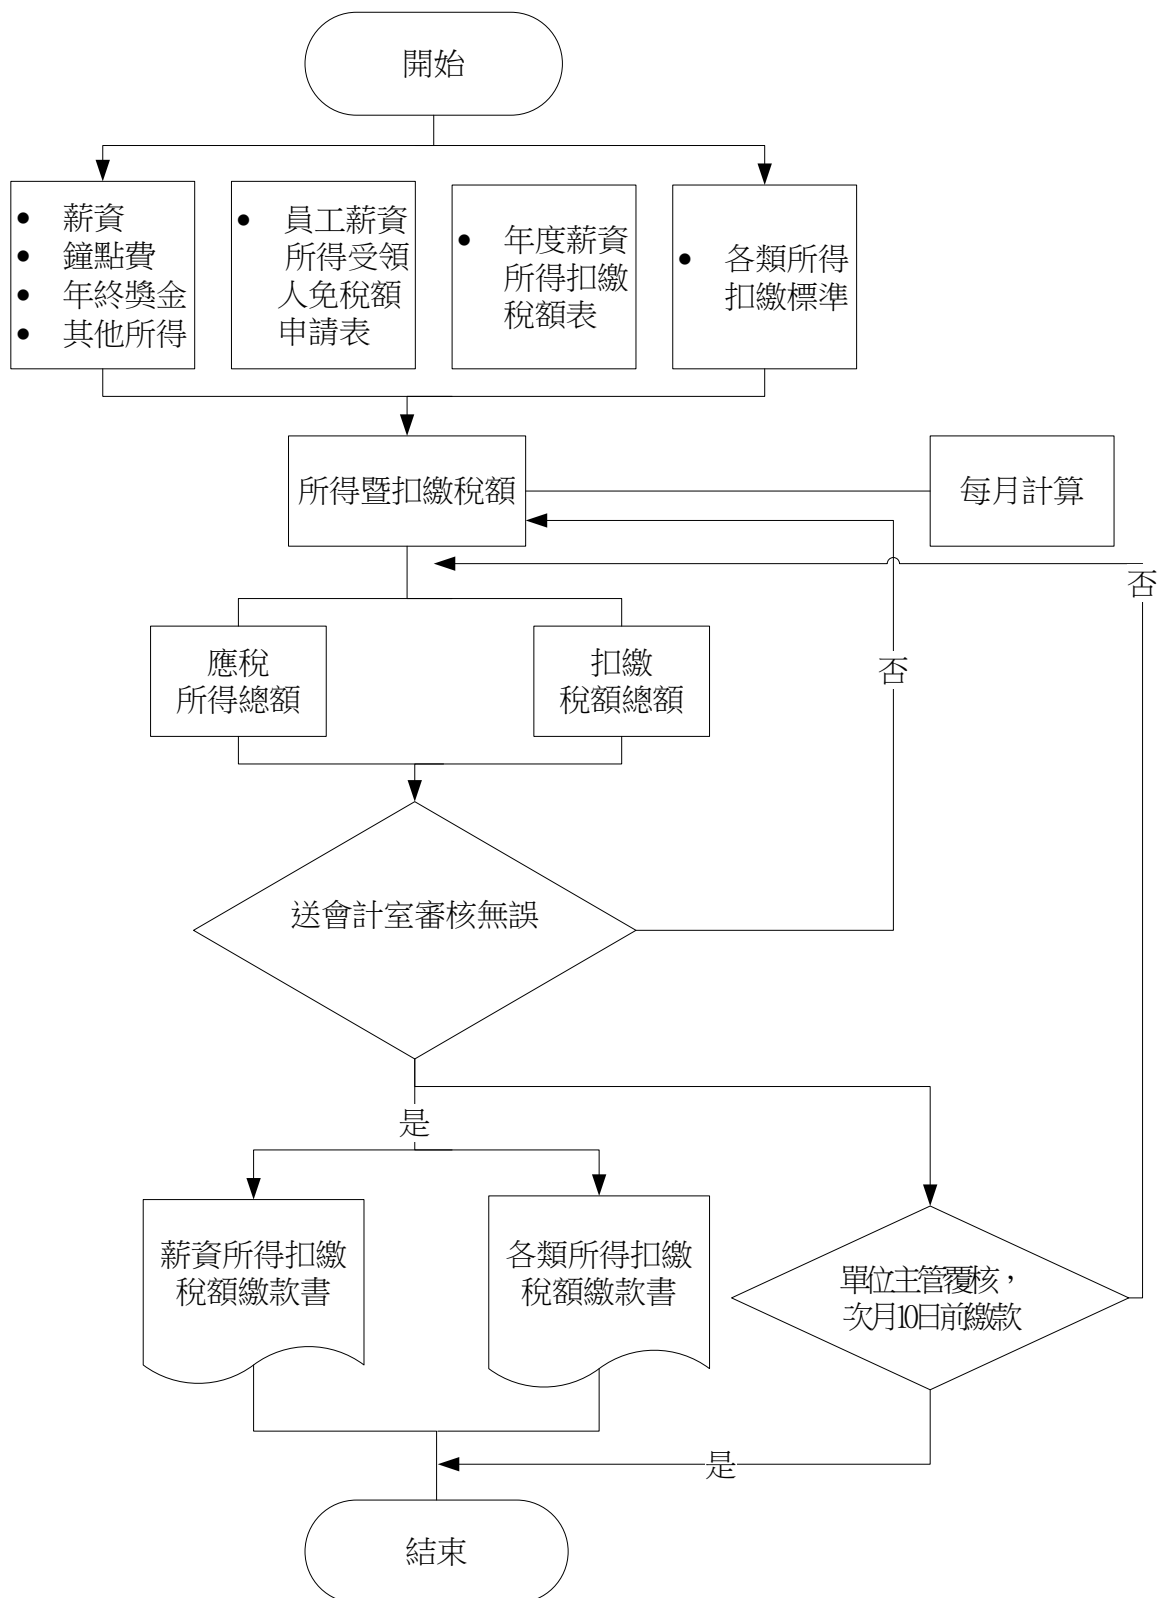 開始
● 薪資
● 鐘點費
● 年終獎金
● 其他所得
● 員工薪資
所得受領
人免稅額
申請表
● 年度薪資
所得扣繳
稅額表
● 各類所得
扣繳標準
所得暨扣繳稅額
每月計算
否
應稅
所得總額
扣繳
稅額總額
否
送會計室審核無誤
是
薪資所得扣繳
稅額繳款書
各類所得扣繳
稅額繳款書
單位主管覆核，
次月10日前繳款
是
結束